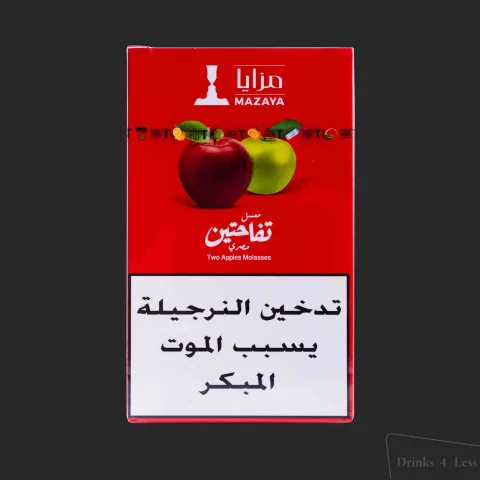 مزايا
MAZAYA
معسل
تفاحتين
مصري
Two Apples Molasses
تدخين النرجيلة
يسبب الموت
المبكر
Drinks 4 Less